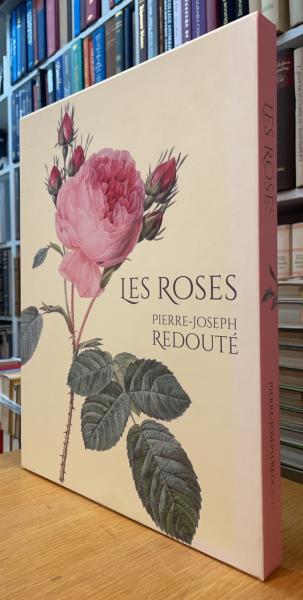 LES ROSES
PIERRE-JOSEPH
REDOUTÉ
LES ROSES
PIERRE-JOSEPH REDOUTÉ